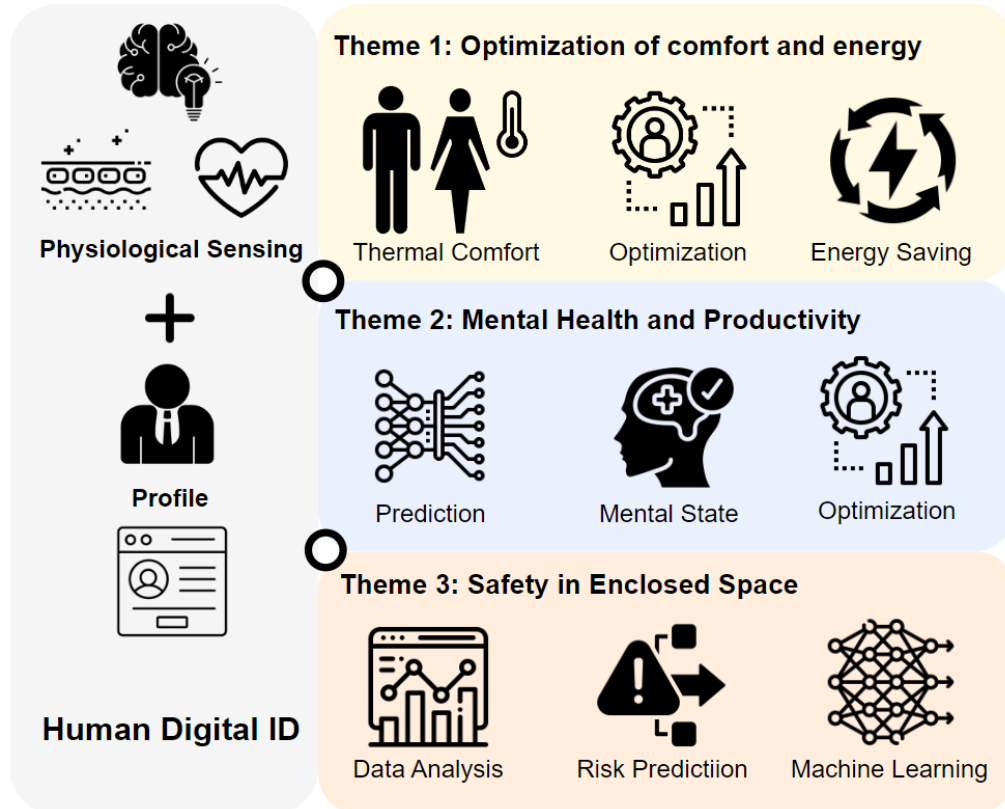 Physiological Sensing
Profile
Human Digital ID
Theme 1: Optimization of comfort and energy
Thermal Comfort
Optimization
Energy Saving
Theme 2: Mental Health and Productivity
Prediction
Mental State
Optimization
Theme 3: Safety in Enclosed Space
Data Analysis
Risk Predictiion
Machine Learning